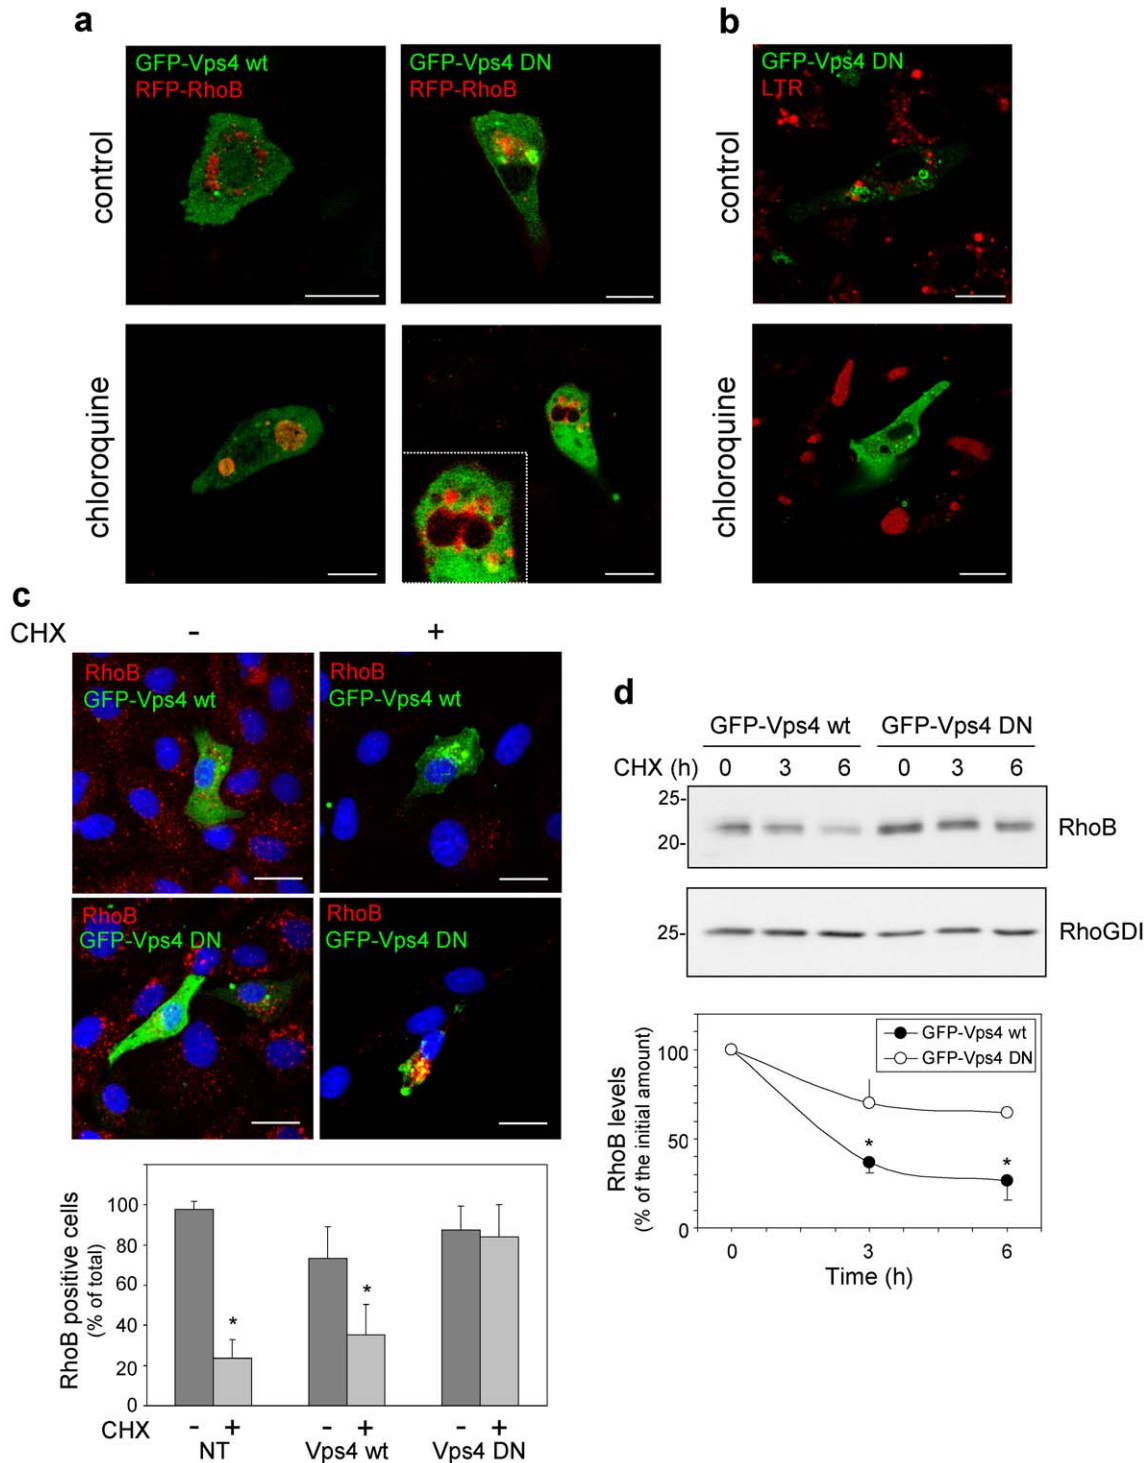 a
GFP-Vps4 wt
RFP-RhoB
GFP-Vps4 DN
RFP-RhoB
control
chloroquine
b
GFP-Vps4 DN
LTR
control
chloroquine
c
CHX - +
RhoB
GFP-Vps4 wt
RhoB
GFP-Vps4 wt
RhoB
GFP-Vps4 DN
RhoB
GFP-Vps4 DN
RhoB positive cells
(% of total)
100
80
60
40
20
0
*
*
CHX - + - + - +
NT Vps4 wt Vps4 DN
d
GFP-Vps4 wt GFP-Vps4 DN
CHX (h) 0 3 6 0 3 6
25-
20-
RhoB
25-
RhoGDI
RhoB levels
(% of the initial amount)
GFP-Vps4 wt
GFP-Vps4 DN
100
50
0
*
*
0 3 6
Time (h)